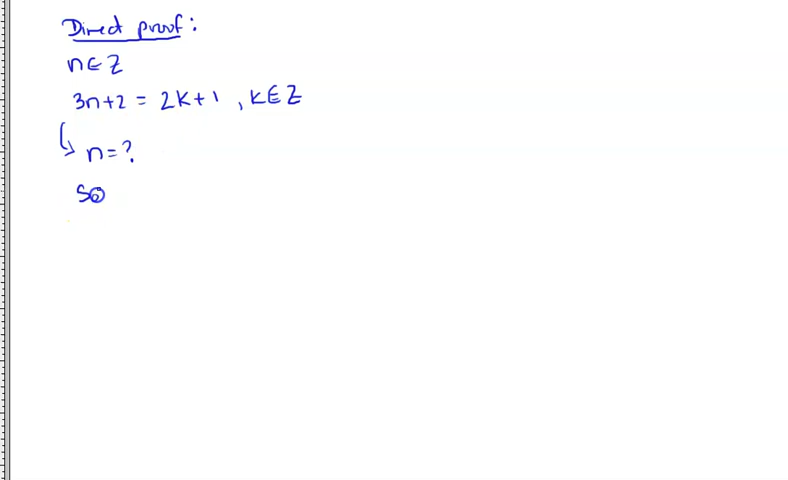 Direct proof:
n∈Z
3n+2 = 2k+1 , k∈Z
n=?
so